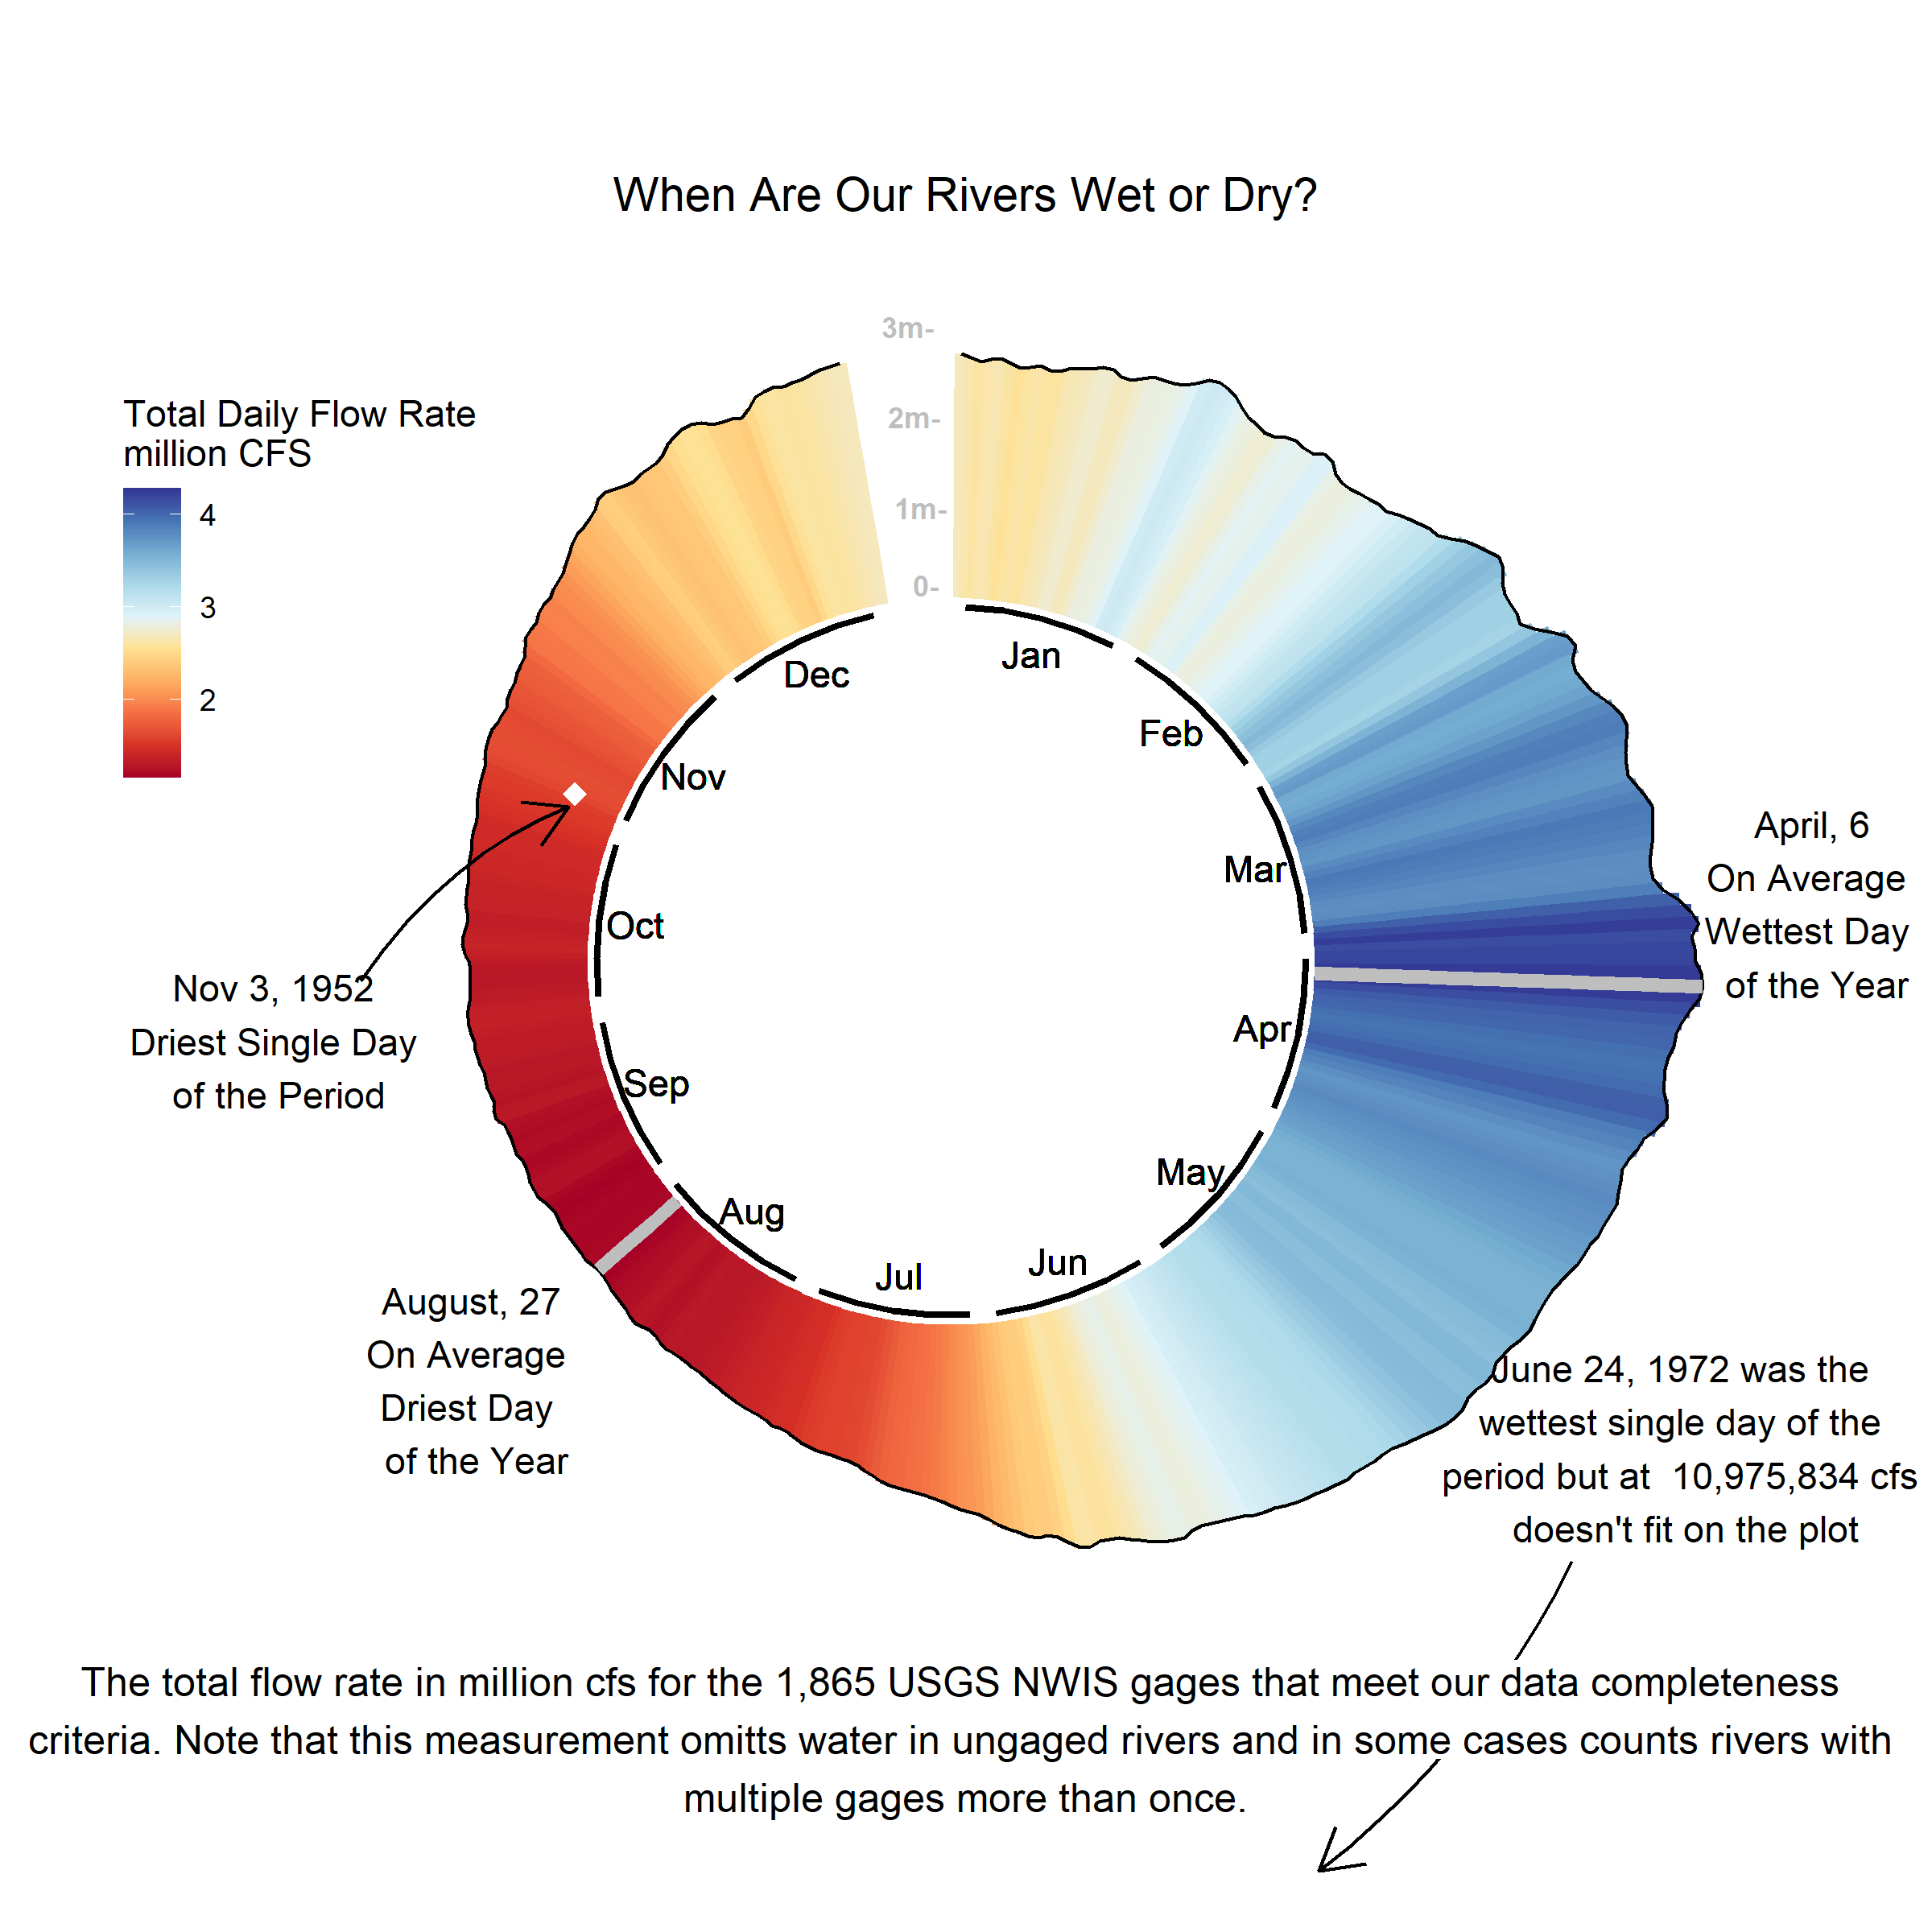 When Are Our Rivers Wet or Dry?
3m-
2m-
1m-
0-
Total Daily Flow Rate
million CFS
4
3
2
Jan
Feb
Mar
Apr
May
Jun
Jul
Aug
Sep
Oct
Nov
Dec
April, 6
On Average
Wettest Day
of the Year
Nov 3, 1952
Driest Single Day
of the Period
August, 27
On Average
Driest Day
of the Year
June 24, 1972 was the
wettest single day of the
period but at  10,975,834 cfs
doesn't fit on the plot
The total flow rate in million cfs for the 1,865 USGS NWIS gages that meet our data completeness
criteria. Note that this measurement omitts water in ungaged rivers and in some cases counts rivers with
multiple gages more than once.